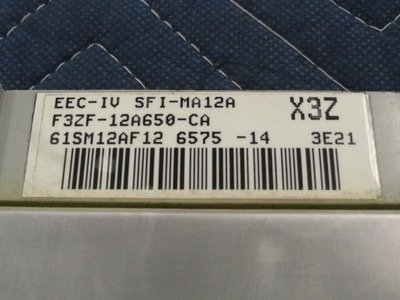 EEC-IV SFI-MA12A X3Z
F3ZF-12A650-CA
61SM12AF12 6575 -14 3E21